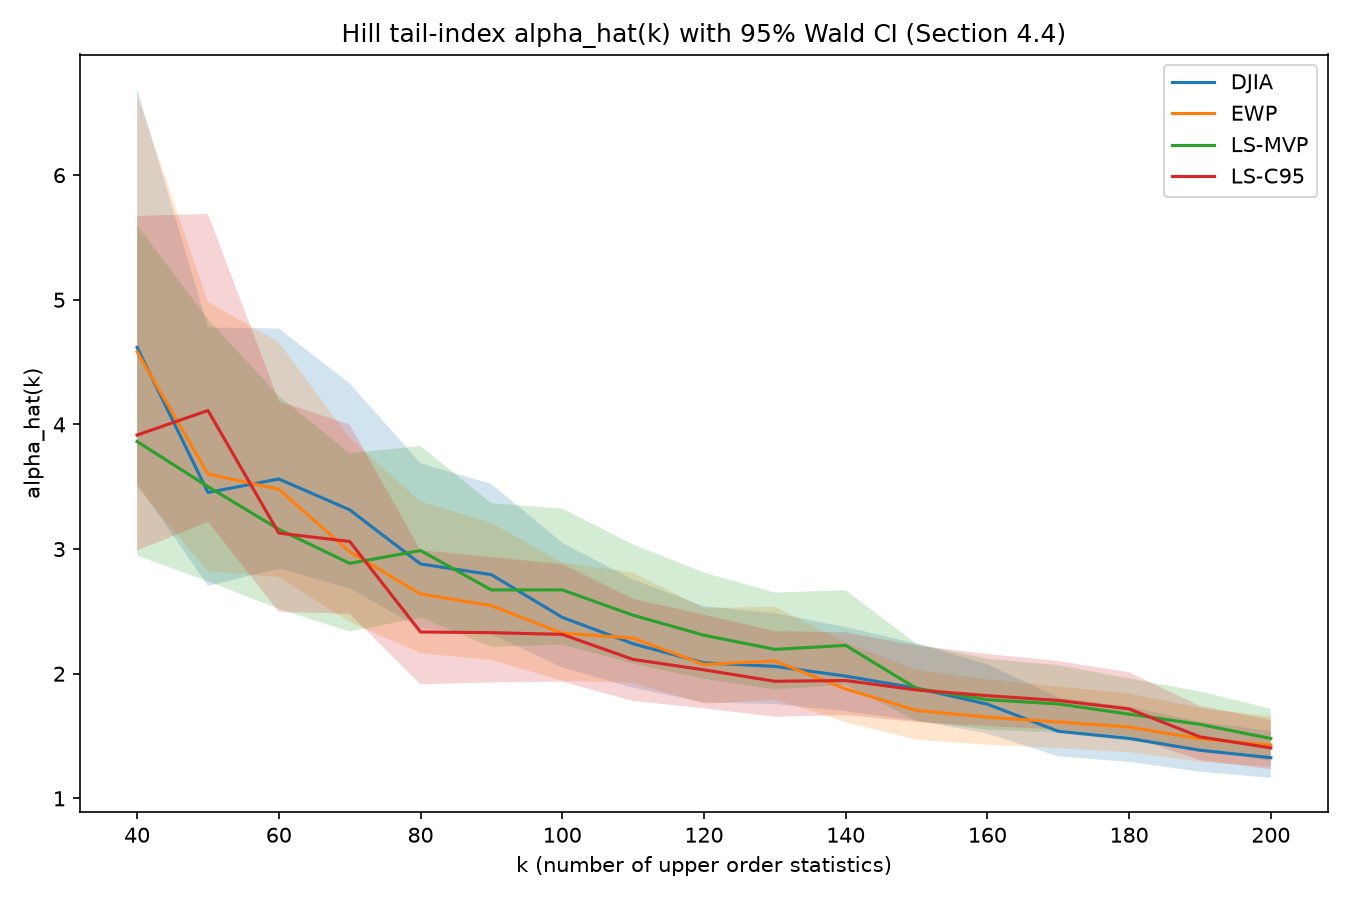 Hill tail-index alpha_hat(k) with 95% Wald CI (Section 4.4)
DJIA
EWP
LS-MVP
LS-C95
alpha_hat(k)
6
5
4
3
2
1
40 60 80 100 120 140 160 180 200
k (number of upper order statistics)